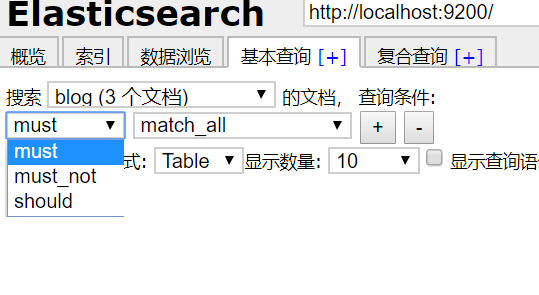 Elasticsearch http://localhost:9200/
概览 索引 数据浏览 基本查询 [+] 复合查询 [+]
搜索 blog (3 个文档) 的文档， 查询条件:
must match_all + -
must 式: Table 显示数量: 10 显示查询语
must_not
should